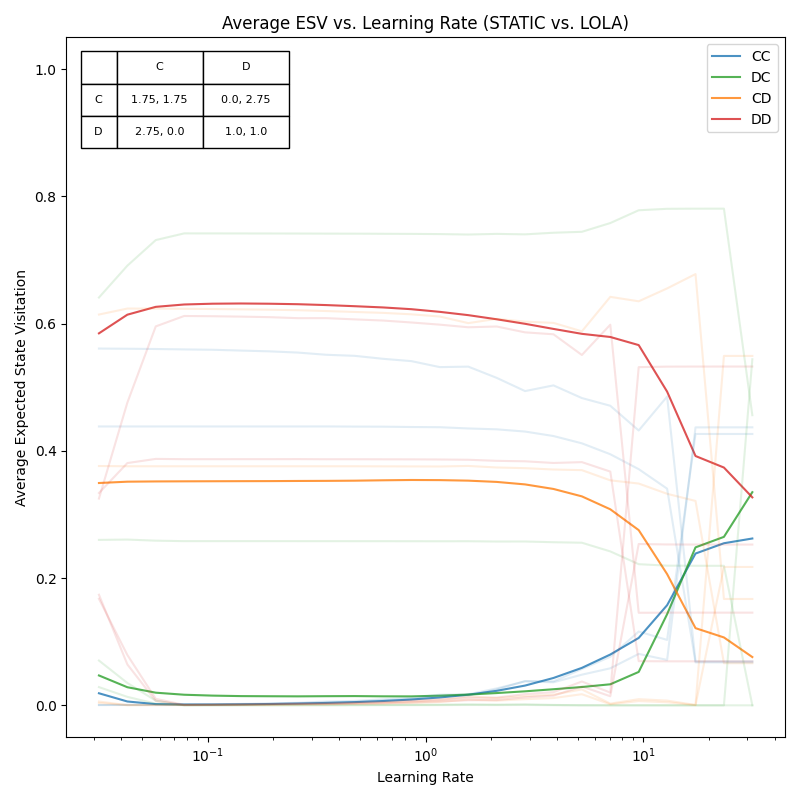 Average ESV vs. Learning Rate (STATIC vs. LOLA)
C D
C 1.75, 1.75 0.0, 2.75
D 2.75, 0.0 1.0, 1.0
CC
DC
CD
DD
Average Expected State Visitation
1.0
0.8
0.6
0.4
0.2
0.0
10⁻¹ 10⁰ 10¹
Learning Rate